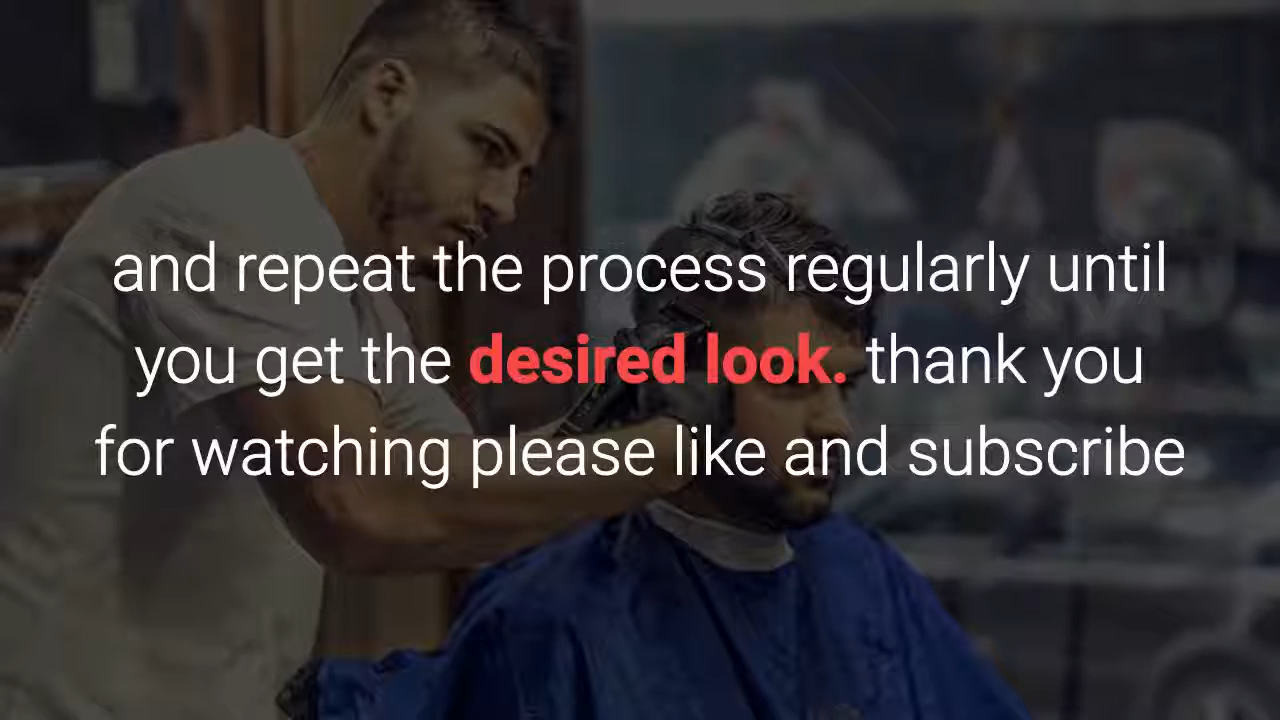 and repeat the process regularly until
you get the desired look. thank you
for watching please like and subscribe